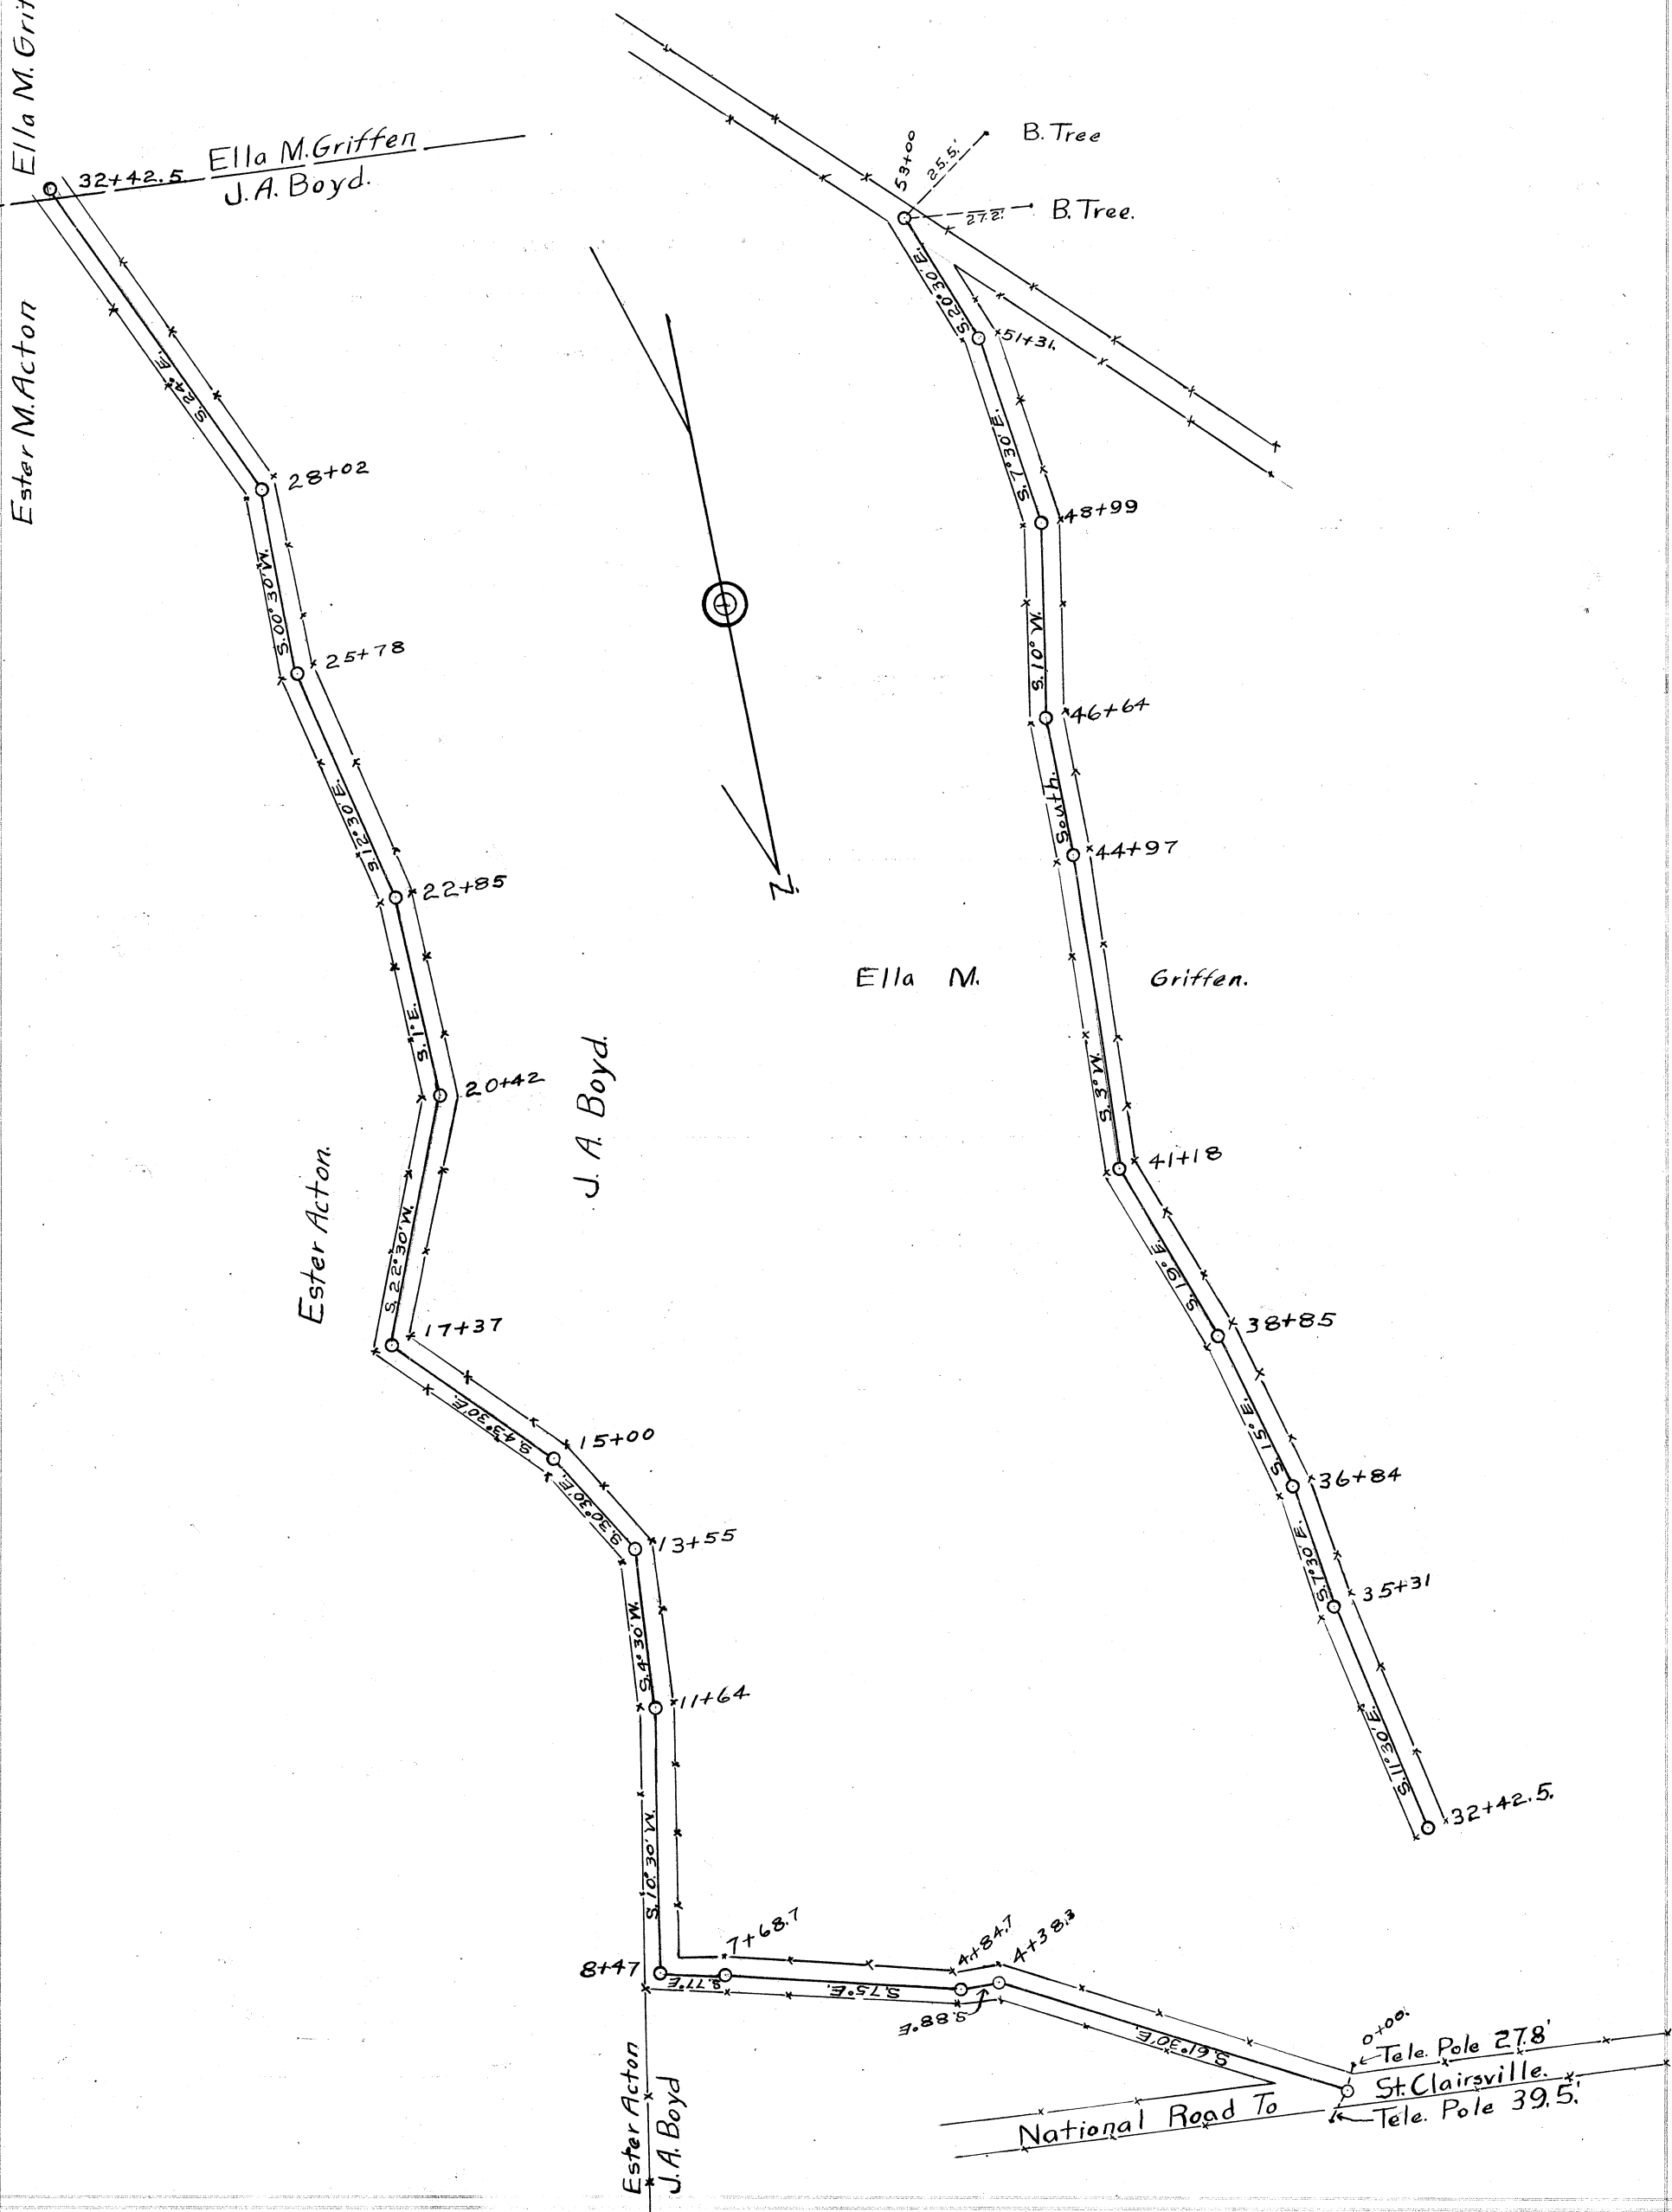 Ella M. Grif
Ella M. Griffen
32+42.5
J. A. Boyd.
Ester M. Acton
S. 24° E.
28+02
S. 00° 30' W.
25+78
S. 12° 30' E.
22+85
S. 1° E.
20+42
S. 22° 30' W.
17+37
S. 43° 30' E.
15+00
S. 30° 30' E.
13+55
S. 4° 30' W.
11+64
S. 10° 30' W.
8+47
S. 77° E.
7+68.7
S. 75° E.
4+84.7
S. 88° E.
4+38.3
S. 61° 30' E.
0+00.
Tele. Pole 27.8'
St. Clairsville.
Tele. Pole 39.5'
National Road To
Ester Acton
J. A. Boyd
Ester Acton.
J. A. Boyd.
N.
Ella M. Griffen.
53+00
25.5'
B. Tree
27.2'
B. Tree.
S. 20° 30' E.
51+31.
S. 7° 30' E.
48+99
S. 10° W.
46+64
South.
44+97
S. 3° W.
41+18
S. 19° E.
38+85
S. 15° E.
36+84
S. 7° 30' E.
35+31
S. 11° 30' E.
32+42.5.